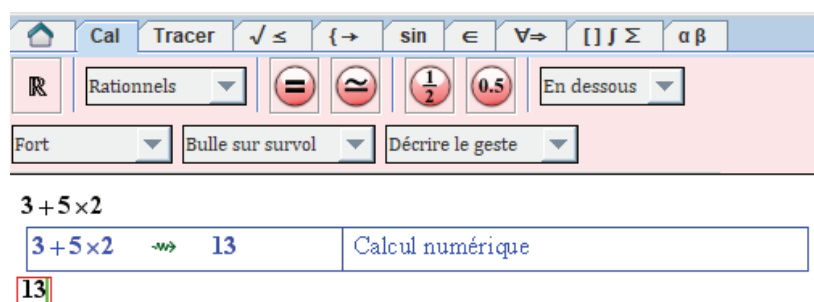 Cal Tracer √ ≤ { → sin ∈ ∀⇒ [ ] ∫ Σ α β
ℝ Rationnels = ≃ 1/2 0.5 En dessous
Fort Bulle sur survol Décrire le geste
3+5×2
3+5×2 ⇝ 13 Calcul numérique
13